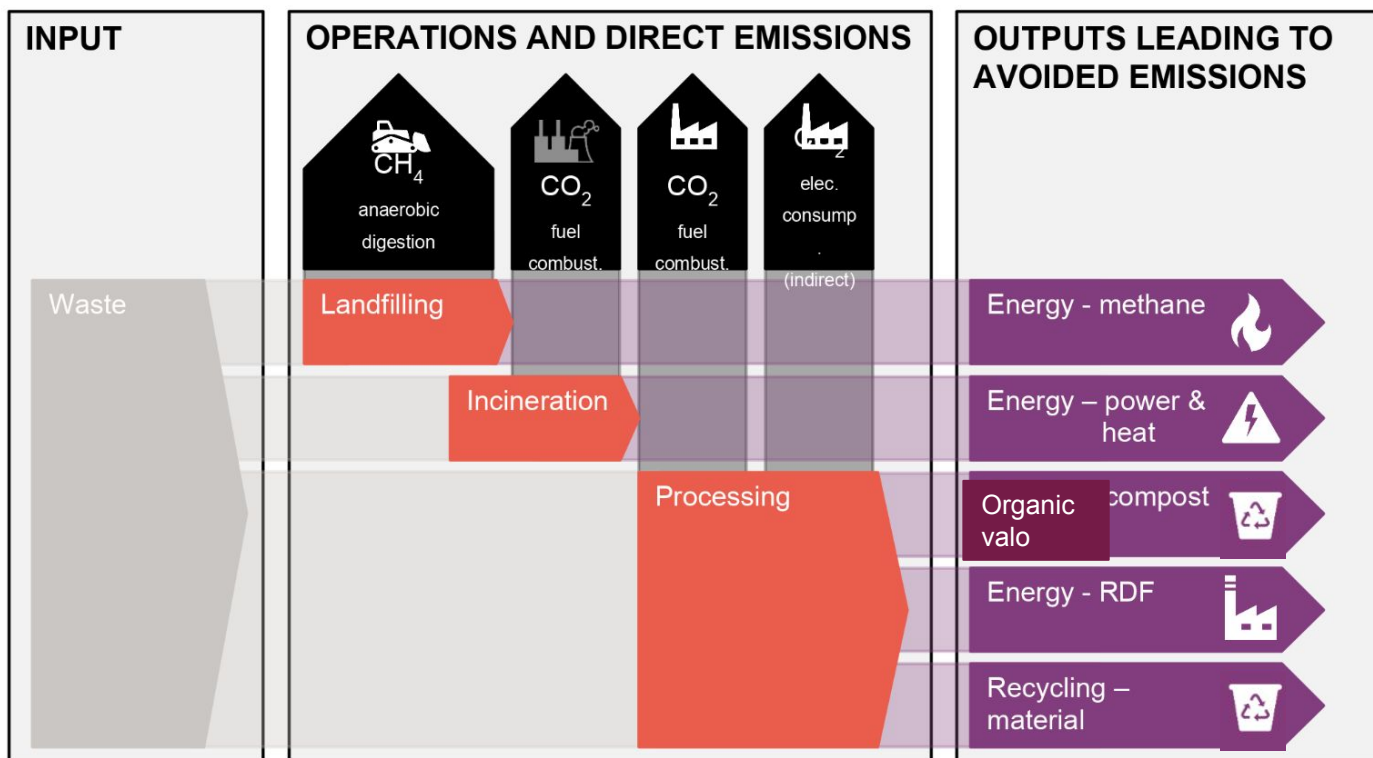 INPUT
OPERATIONS AND DIRECT EMISSIONS
OUTPUTS LEADING TO
AVOIDED EMISSIONS
CH4
anaerobic
digestion
CO2
fuel
combust.
CO2
fuel
combust.
2
elec.
consump
.
(indirect)
Waste
Landfilling
Energy - methane
Incineration
Energy – power &
heat
Processing
Organic
valo
compost
Energy - RDF
Recycling –
material